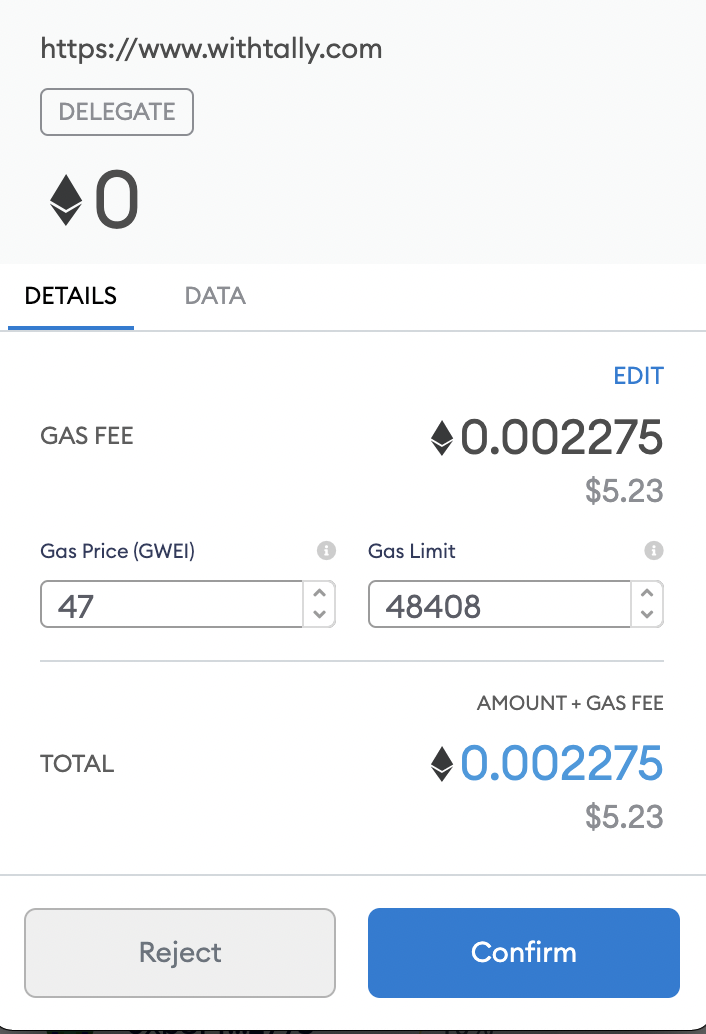 https://www.withtally.com
DELEGATE
0
DETAILS DATA
EDIT
GAS FEE 0.002275
$5.23
Gas Price (GWEI) Gas Limit
47 48408
AMOUNT + GAS FEE
TOTAL 0.002275
$5.23
Reject Confirm